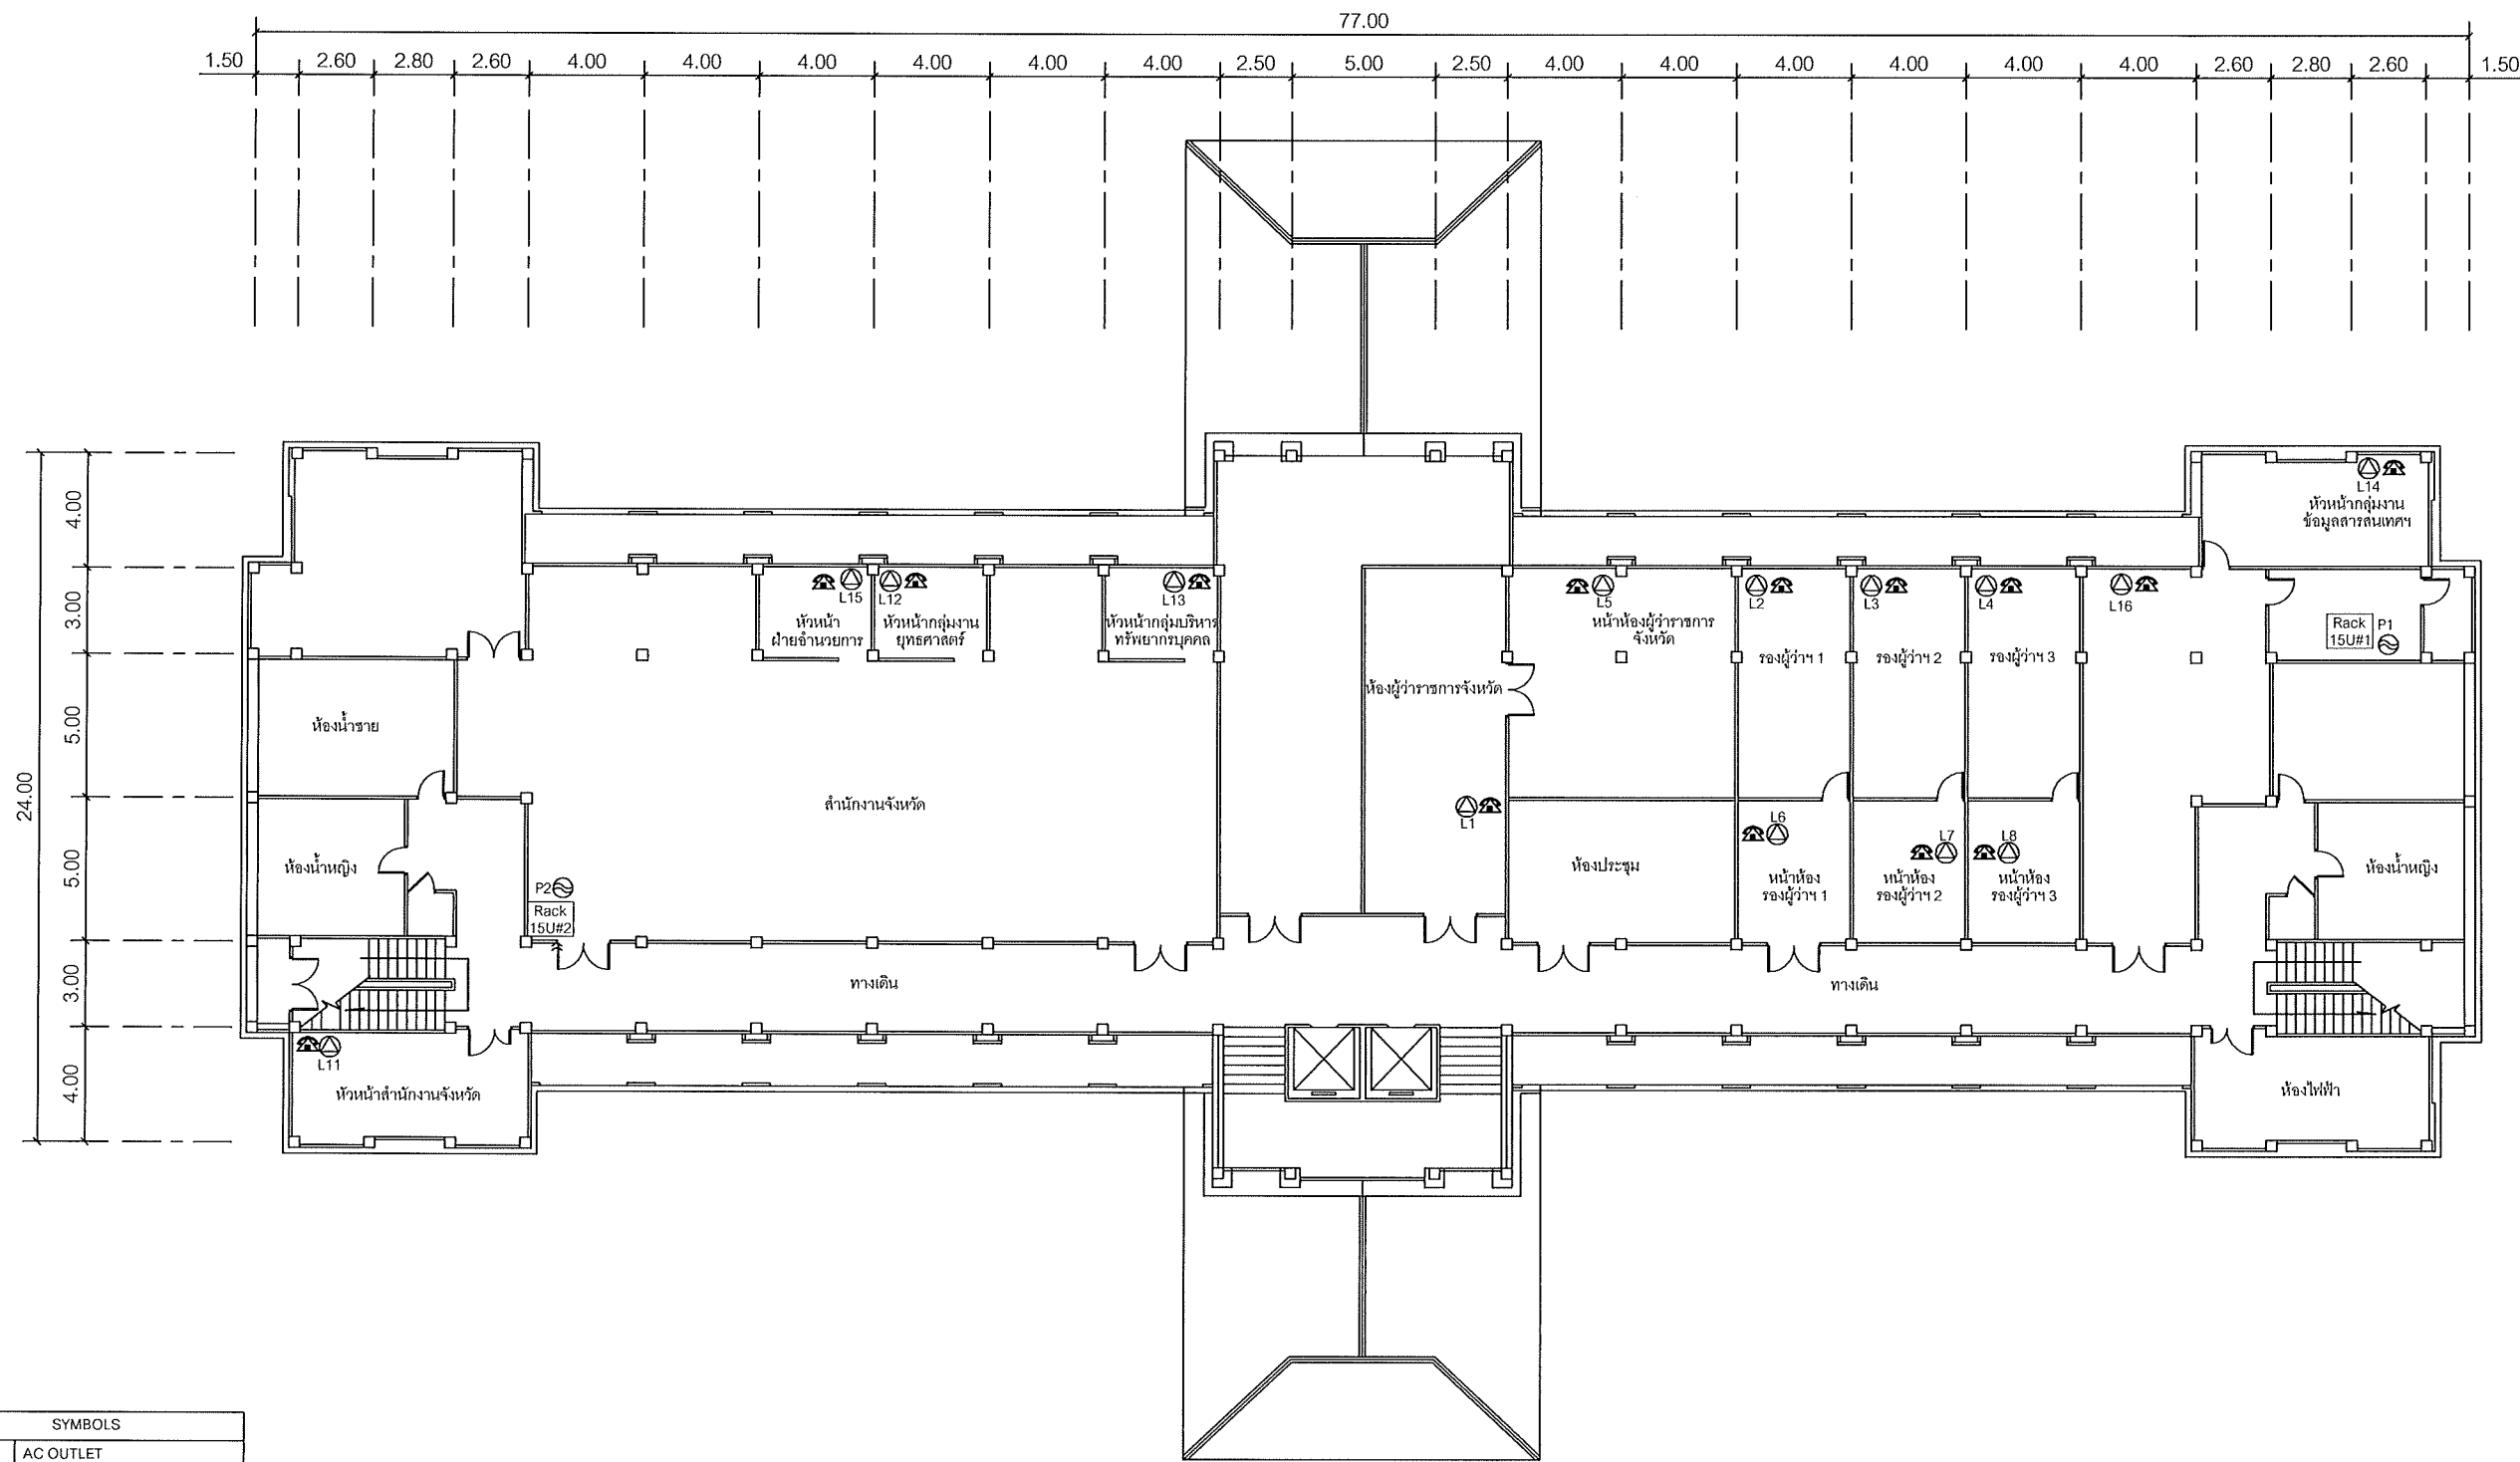 77.00
1.50 2.60 2.80 2.60 4.00 4.00 4.00 4.00 4.00 4.00 2.50 5.00 2.50 4.00 4.00 4.00 4.00 4.00 4.00 2.60 2.80 2.60 1.50
24.00
4.00
3.00
5.00
5.00
3.00
4.00
L14
หัวหน้ากลุ่มงาน
ข้อมูลสารสนเทศฯ
L15
หัวหน้า
ฝ่ายอำนวยการ
L12
หัวหน้ากลุ่มงาน
ยุทธศาสตร์
L13
หัวหน้ากลุ่มบริหาร
ทรัพยากรบุคคล
L5
หน้าห้องผู้ว่าราชการ
จังหวัด
L2
รองผู้ว่าฯ 1
L3
รองผู้ว่าฯ 2
L4
รองผู้ว่าฯ 3
L16
Rack
15U#1
P1
ห้องน้ำชาย
สำนักงานจังหวัด
ห้องผู้ว่าราชการจังหวัด
L1
ห้องน้ำหญิง
P2
Rack
15U#2
ห้องประชุม
L6
หน้าห้อง
รองผู้ว่าฯ 1
L7
หน้าห้อง
รองผู้ว่าฯ 2
L8
หน้าห้อง
รองผู้ว่าฯ 3
ห้องน้ำหญิง
ทางเดิน
ทางเดิน
L11
หัวหน้าสำนักงานจังหวัด
ห้องไฟฟ้า
SYMBOLS
AC OUTLET